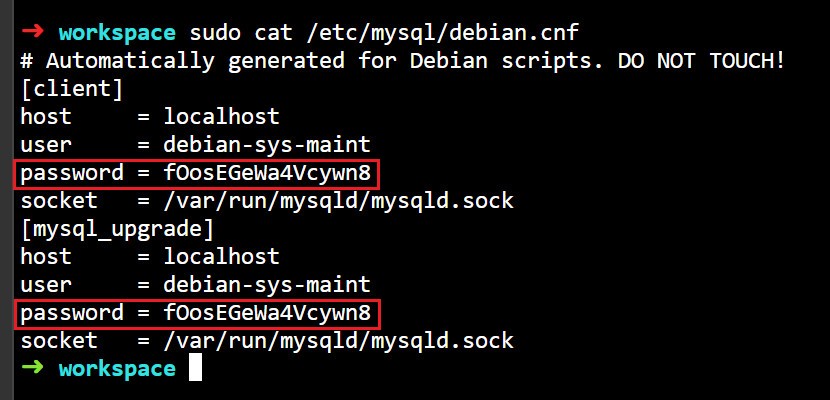 ➜ workspace sudo cat /etc/mysql/debian.cnf
# Automatically generated for Debian scripts. DO NOT TOUCH!
[client]
host     = localhost
user     = debian-sys-maint
password = fOosEGeWa4Vcywn8
socket   = /var/run/mysqld/mysqld.sock
[mysql_upgrade]
host     = localhost
user     = debian-sys-maint
password = fOosEGeWa4Vcywn8
socket   = /var/run/mysqld/mysqld.sock
➜ workspace